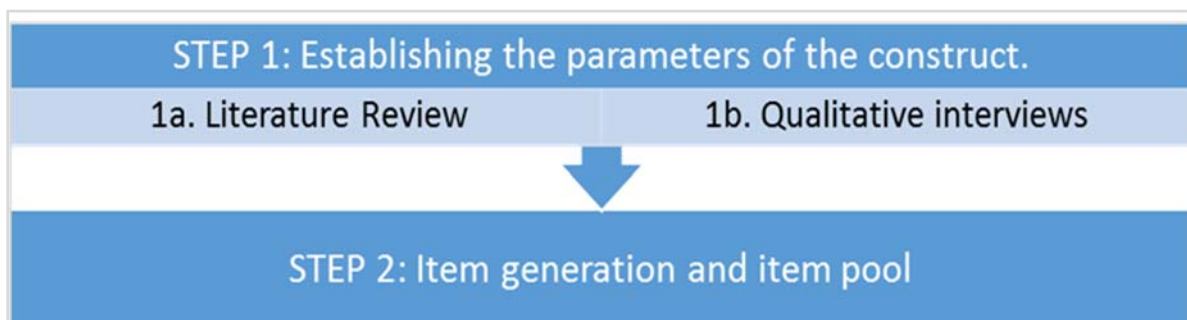 STEP 1: Establishing the parameters of the construct.
1a. Literature Review
1b. Qualitative interviews
STEP 2: Item generation and item pool